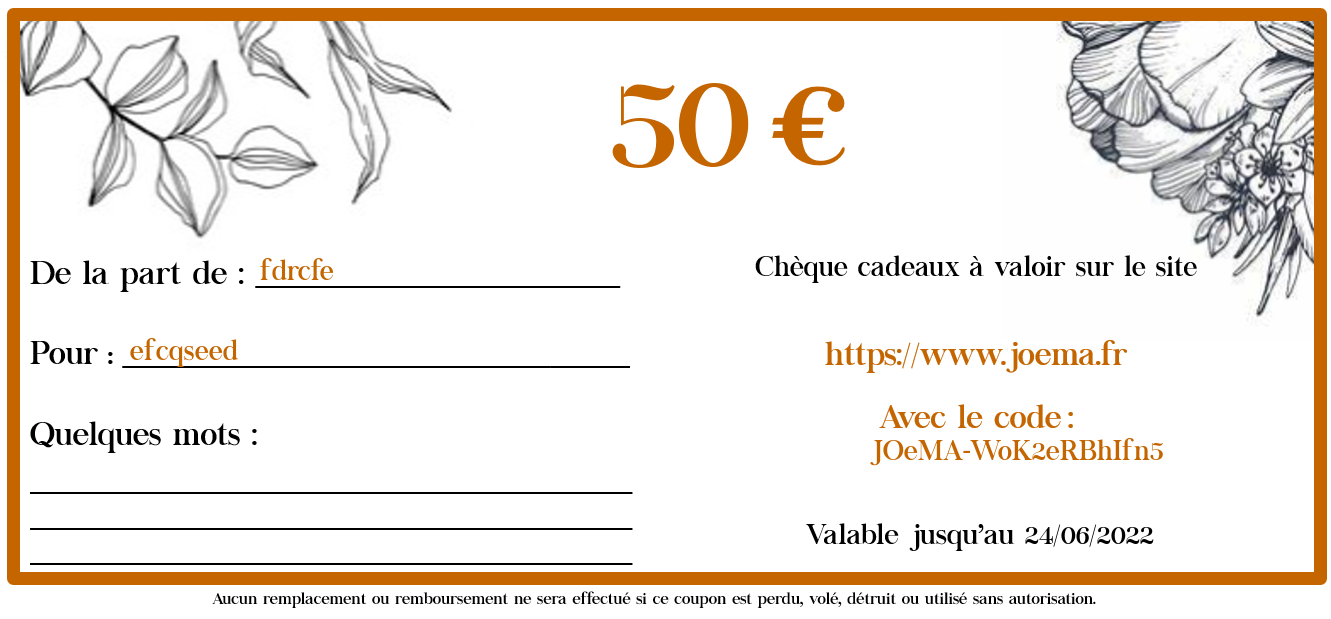 50 €
De la part de : fdrcfe
Pour : efcqseed
Quelques mots :
Chèque cadeaux à valoir sur le site
https://www.joema.fr
Avec le code :
JOeMA-WoK2eRBhIfn5
Valable jusqu'au 24/06/2022
Aucun remplacement ou remboursement ne sera effectué si ce coupon est perdu, volé, détruit ou utilisé sans autorisation.